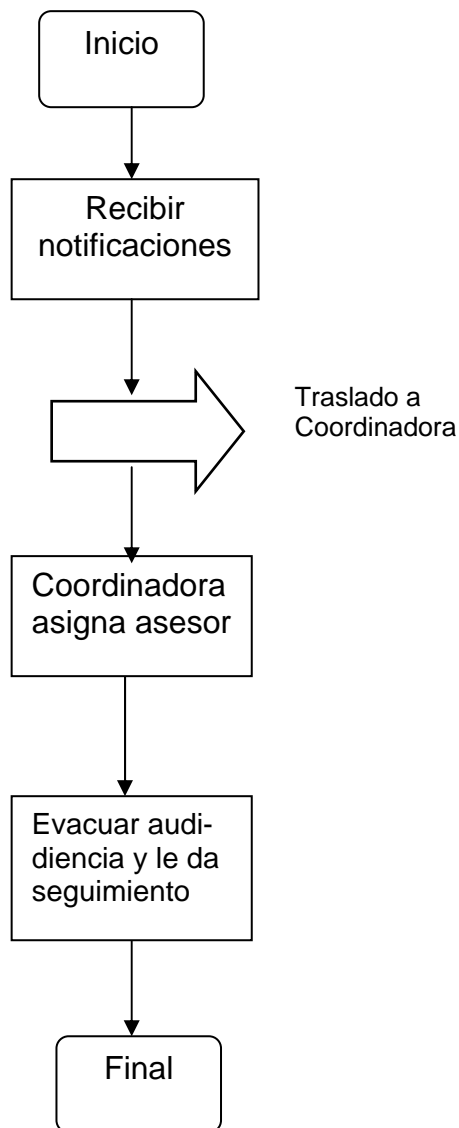 Inicio
Recibir
notificaciones
Traslado a
Coordinadora
Coordinadora
asigna asesor
Evacuar audi-
diencia y le da
seguimiento
Final